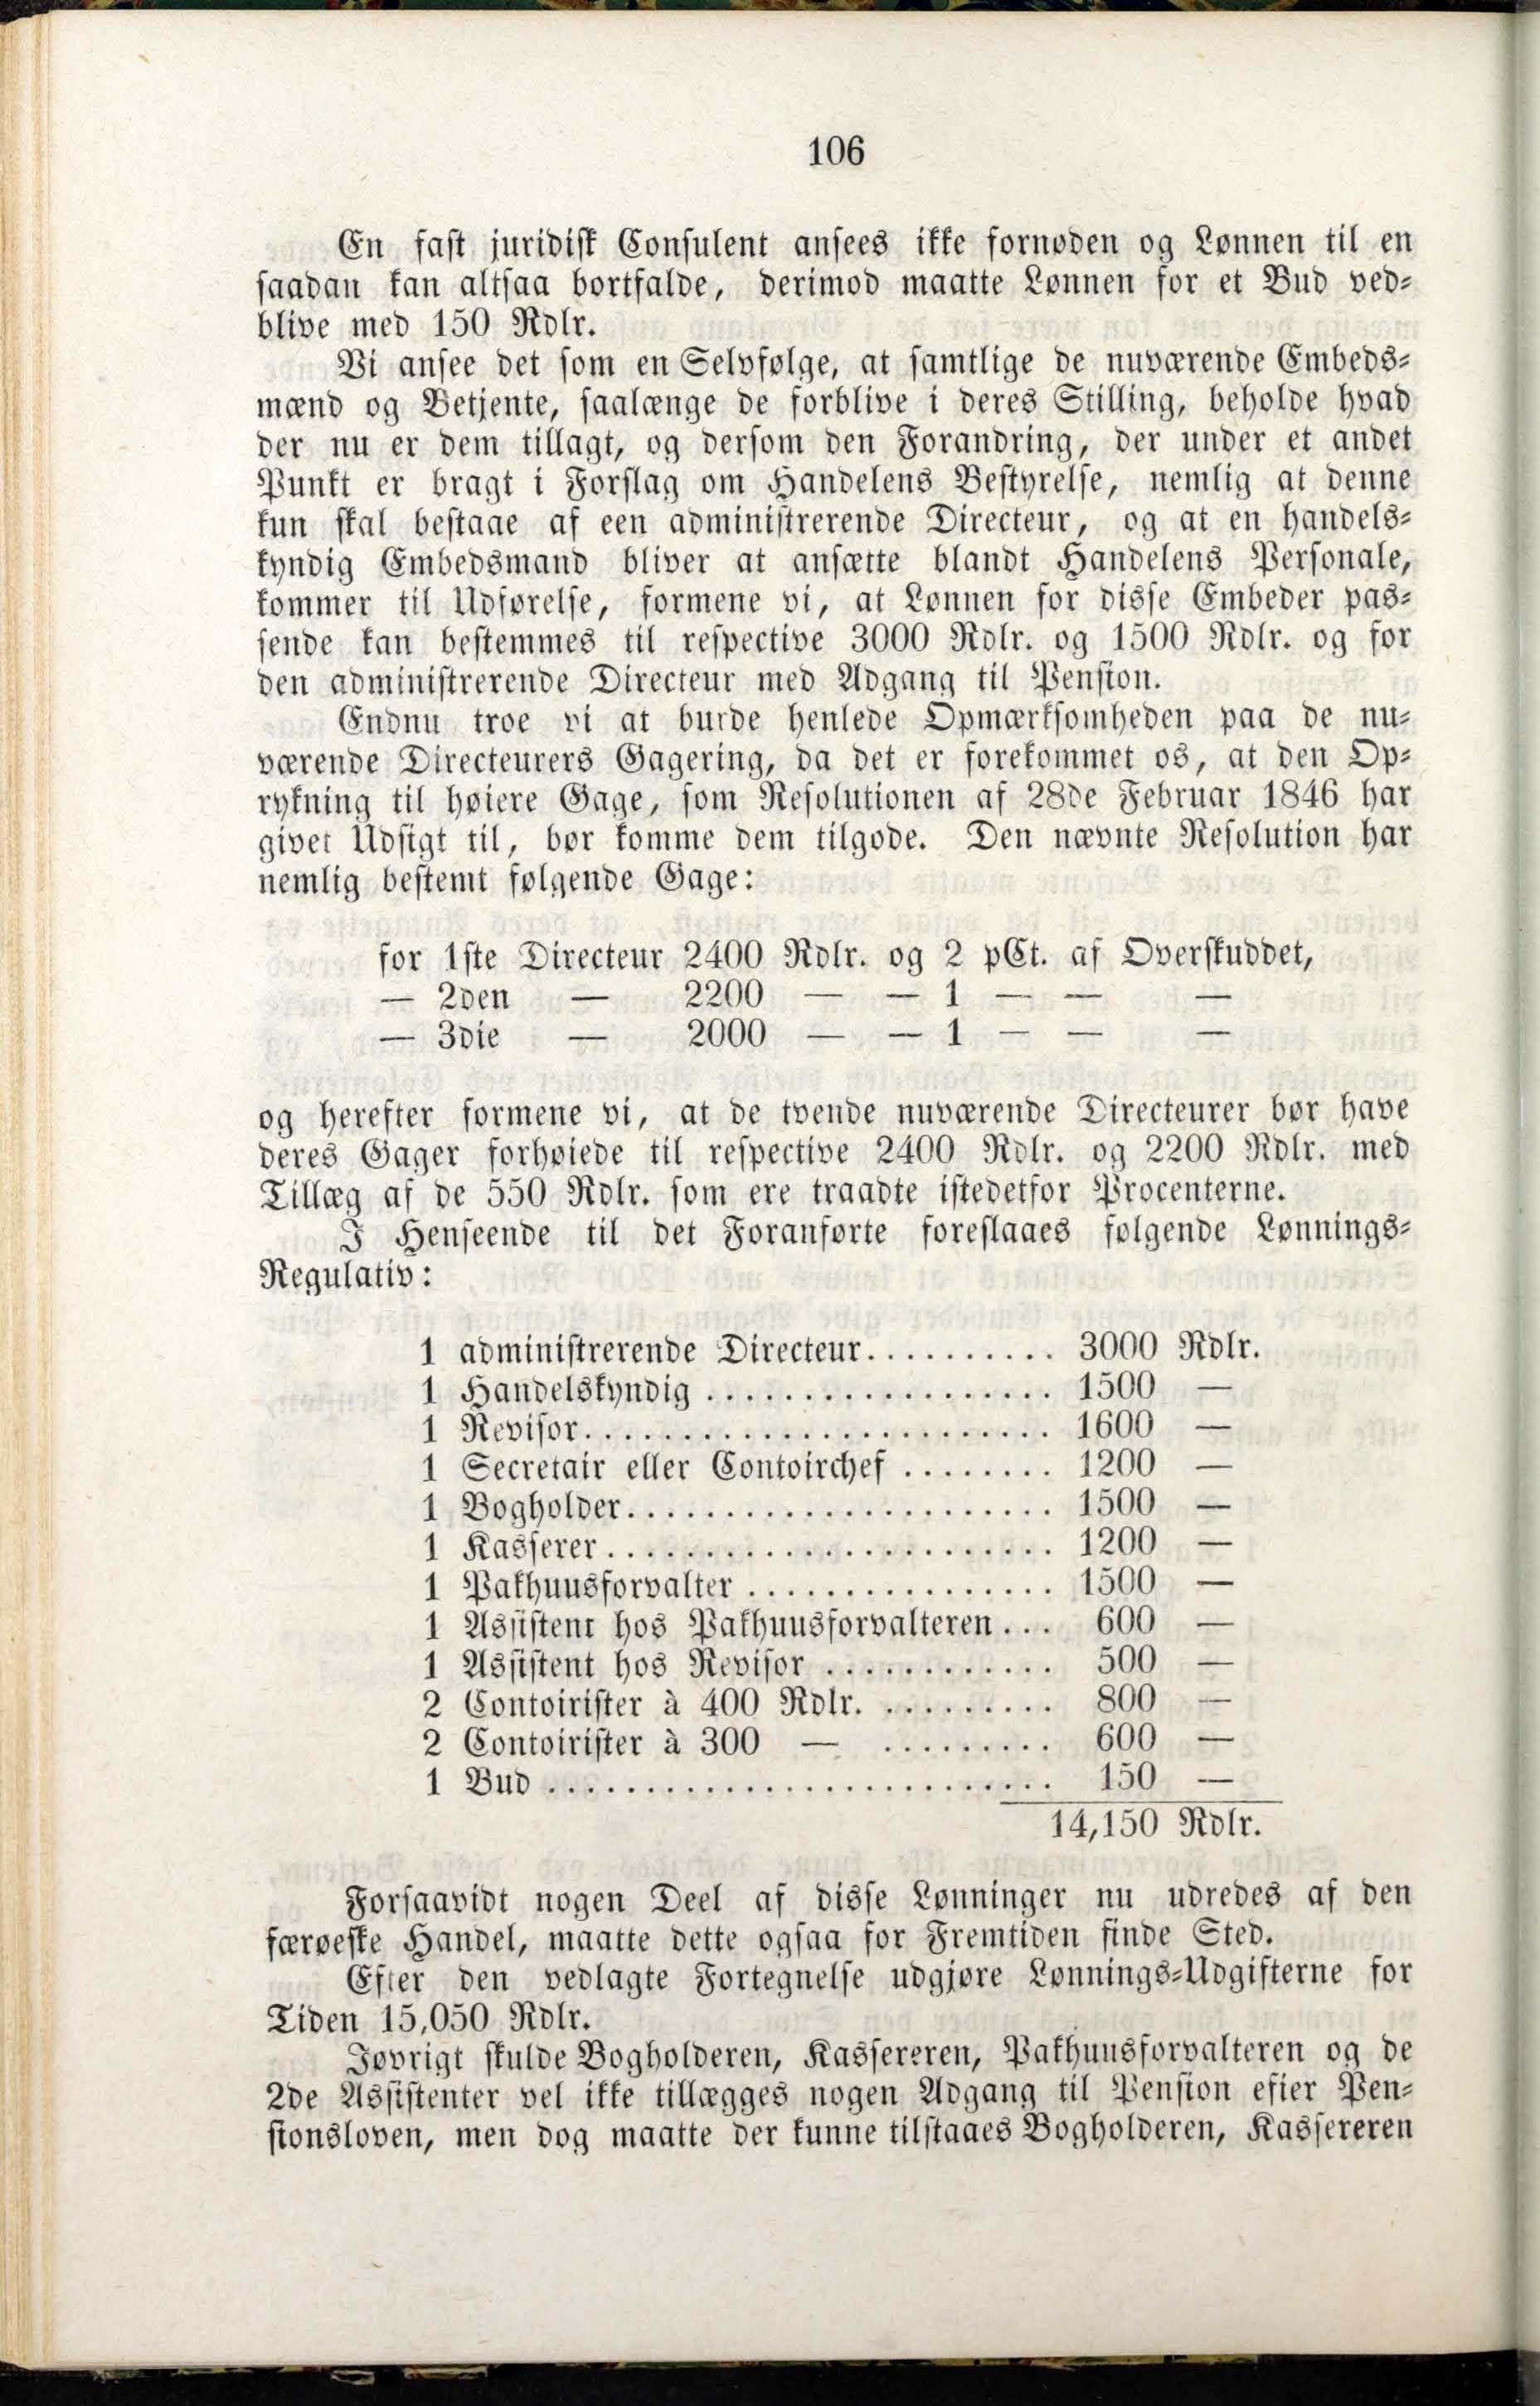 106
En fast juridisk Consulent ansees ikke fornøden og Lønnen til en
saadan kan altsaa bortfalde, derimod maatte Lønnen for et Bud ved-
blive med 150 Rdlr.
Vi ansee det som en Selvfølge, at samtlige de nuværende Embeds-
mænd og Betjente, saalænge de forblive i deres Stilling, beholde hvad
der nu er dem tillagt, og dersom den Forandring, der under et andet
Punkt er bragt i Forslag om Handelens Bestyrelse, nemlig at denne
kun skal bestaae af een administrerende Directeur, og at en handels-
kyndig Embedsmand bliver at ansætte blandt Handelens Personale,
kommer til Udførelse, formene vi, at Lønnen for disse Embeder pas-
sende kan bestemmes til respective 3000 Rdlr. og 1500 Rdlr. og for
den administrerende Directeur med Adgang til Pension.
Endnu troe vi at burde henlede Opmærksomheden paa de nu-
værende Directeurers Gagering, da det er forekommet os, at den Op-
rykning til høiere Gage, som Resolutionen af 28de Februar 1846 har
givet Udsigt til, bør komme dem tilgode. Den nævnte Resolution har
nemlig bestemt følgende Gage:
for 1ste Directeur 2400 Rdlr. og 2 pCt. af Overskuddet,
— 2den — 2200 — — 1 — — —
— 3die — 2000 — — 1 — — —
og herefter formene vi, at de tvende nuværende Directeurer bør have
deres Gager forhøiede til respective 2400 Rdlr. og 2200 Rdlr. med
Tillæg af de 550 Rdlr. som ere traadte istedetfor Procenterne.
I Henseende til det Foranførte foreslaaes følgende Lønnings-
Regulativ:
1 administrerende Directeur.......... 3000 Rdlr.
1 Handelskyndig .................. 1500 —
1 Revisor........................ 1600 —
1 Secretair eller Contoirchef ........ 1200 —
1 Bogholder...................... 1500 —
1 Kasserer....................... 1200 —
1 Pakhuusforvalter ................ 1500 —
1 Assistent hos Pakhuusforvalteren... 600 —
1 Assistent hos Revisor ............ 500 —
2 Contoirister à 400 Rdlr. ......... 800 —
2 Contoirister à 300 — ......... 600 —
1 Bud .......................... 150 —
14,150 Rdlr.
Forsaavidt nogen Deel af disse Lønninger nu udredes af den
færøeske Handel, maatte dette ogsaa for Fremtiden finde Sted.
Efter den vedlagte Fortegnelse udgjøre Lønnings-Udgifterne for
Tiden 15,050 Rdlr.
Iøvrigt skulde Bogholderen, Kassereren, Pakhuusforvalteren og de
2de Assistenter vel ikke tillægges nogen Adgang til Pension efter Pen-
sionsloven, men dog maatte der kunne tilstaaes Bogholderen, Kassereren